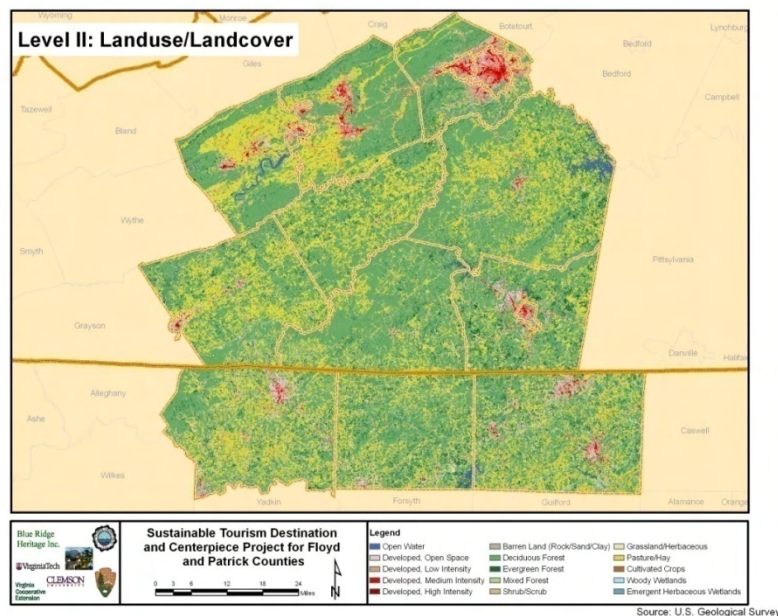 Wyoming
Monroe
Craig
Botetourt
Lynchburg
Level II: Landuse/Landcover
Giles
Bedford
Bedford
Campbell
Tazewell
Bland
Wythe
Smyth
Pittsylvania
Grayson
Danville
Halifax
Alleghany
Ashe
Caswell
Wilkes
Yadkin
Forsyth
Guilford
Alamance
Orange
Blue Ridge
Heritage Inc.
VirginiaTech
Virginia
Cooperative
Extension
CLEMSON
Sustainable Tourism Destination
and Centerpiece Project for Floyd
and Patrick Counties
0 3 6 12 18 24
Miles
N
Legend
Open Water
Developed, Open Space
Developed, Low Intensity
Developed, Medium Intensity
Developed, High Intensity
Barren Land (Rock/Sand/Clay)
Deciduous Forest
Evergreen Forest
Mixed Forest
Shrub/Scrub
Grassland/Herbaceous
Pasture/Hay
Cultivated Crops
Woody Wetlands
Emergent Herbaceous Wetlands
Source: U.S. Geological Survey